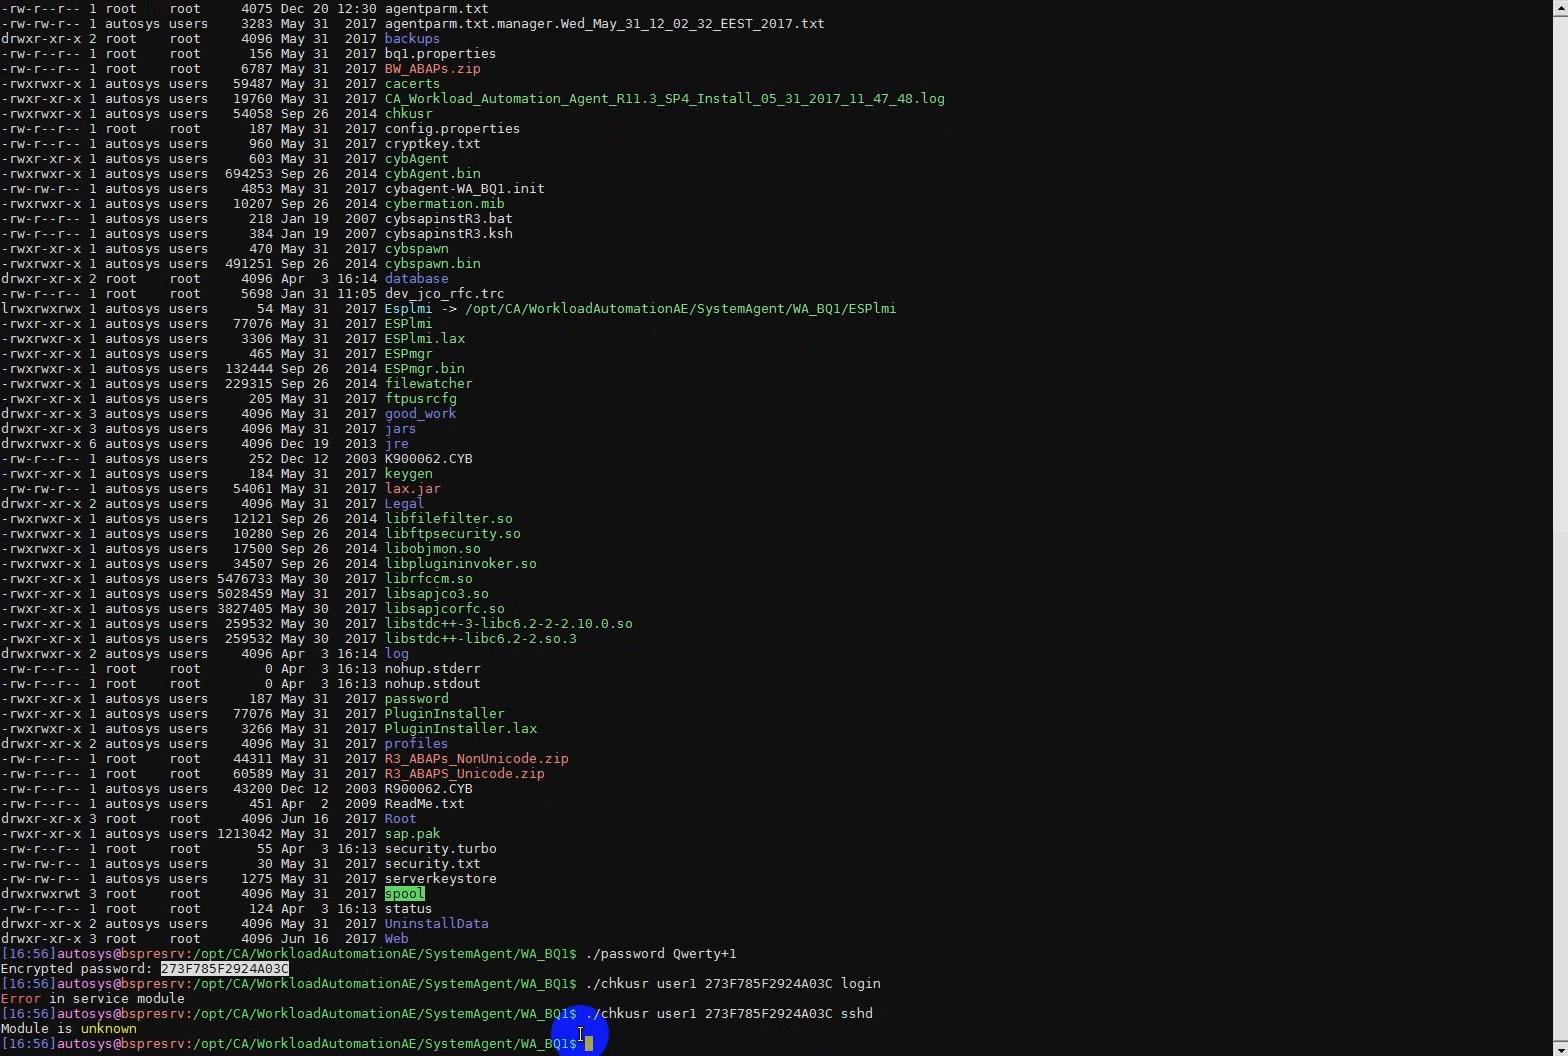 -rw-r--r-- 1 root    root     4075 Dec 20 12:30 agentparm.txt
-rw-r--r-- 1 autosys users    3283 May 31  2017 agentparm.txt.manager.Wed_May_31_12_02_32_EEST_2017.txt
drwxr-xr-x 2 root    root     4096 May 31  2017 backups
-rw-r--r-- 1 root    root      156 May 31  2017 bq1.properties
-rw-r--r-- 1 root    root     6787 May 31  2017 BW_ABAPs.zip
-rwxrwxr-x 1 autosys users   59487 May 31  2017 cacerts
-rwxrwxr-x 1 autosys users   19760 May 31  2017 CA_Workload_Automation_Agent_R11.3_SP4_Install_05_31_2017_11_47_48.log
-rwxrwxr-x 1 autosys users   54058 Sep 26  2014 chkusr
-rw-r--r-- 1 root    root      187 May 31  2017 config.properties
-rw-r--r-- 1 autosys users     960 May 31  2017 cryptkey.txt
-rwxr-xr-x 1 autosys users     603 May 31  2017 cybAgent
-rwxrwxr-x 1 autosys users  694253 Sep 26  2014 cybAgent.bin
-rw-rw-r-- 1 autosys users    4853 May 31  2017 cybagent-WA_BQ1.init
-rwxrwxr-x 1 autosys users   10207 Sep 26  2014 cybermation.mib
-rw-r--r-- 1 autosys users     218 Jan 19  2007 cybsapinstR3.bat
-rw-r--r-- 1 autosys users     384 Jan 19  2007 cybsapinstR3.ksh
-rwxr-xr-x 1 autosys users     470 May 31  2017 cybspawn
-rwxrwxr-x 1 autosys users  491251 Sep 26  2014 cybspawn.bin
drwxr-xr-x 2 root    root     4096 Apr  3 16:14 database
-rw-r--r-- 1 root    root     5698 Jan 31 11:05 dev_jco_rfc.trc
lrwxrwxrwx 1 autosys users      54 May 31  2017 Esplmi -> /opt/CA/WorkloadAutomationAE/SystemAgent/WA_BQ1/ESPlmi
-rwxr-xr-x 1 autosys users   77076 May 31  2017 ESPlmi
-rwxrwxr-x 1 autosys users    3306 May 31  2017 ESPlmi.lax
-rwxr-xr-x 1 autosys users     465 May 31  2017 ESPmgr
-rwxrwxr-x 1 autosys users  132444 Sep 26  2014 ESPmgr.bin
-rwxrwxr-x 1 autosys users  229315 Sep 26  2014 filewatcher
-rwxr-xr-x 1 autosys users     205 May 31  2017 ftpusrcfg
drwxr-xr-x 3 root    root     4096 May 31  2017 good_work
drwxr-xr-x 3 autosys users    4096 May 31  2017 jars
drwxrwxr-x 6 autosys users    4096 Dec 19  2013 jre
-rw-r--r-- 1 autosys users     252 Dec 12  2003 K900062.CYB
-rwxr-xr-x 1 autosys users     184 May 31  2017 keygen
-rw-rw-r-- 1 autosys users   54061 May 31  2017 lax.jar
drwxr-xr-x 2 autosys users    4096 May 31  2017 Legal
-rwxrwxr-x 1 autosys users   12121 Sep 26  2014 libfilefilter.so
-rwxrwxr-x 1 autosys users   10280 Sep 26  2014 libftpsecurity.so
-rwxrwxr-x 1 autosys users   17500 Sep 26  2014 libobjmon.so
-rwxrwxr-x 1 autosys users   34507 Sep 26  2014 libplugininvoker.so
-rwxr-xr-x 1 autosys users 5476733 May 30  2017 librfccm.so
-rwxr-xr-x 1 autosys users 5028459 May 31  2017 libsapjco3.so
-rwxr-xr-x 1 autosys users 3827405 May 30  2017 libsapjcorfc.so
-rwxr-xr-x 1 autosys users  259532 May 30  2017 libstdc++-3-libc6.2-2-2.10.0.so
-rwxr-xr-x 1 autosys users  259532 May 30  2017 libstdc++-libc6.2-2.so.3
drwxrwxr-x 2 autosys users    4096 Apr  3 16:14 log
-rw-r--r-- 1 root    root        0 Apr  3 16:13 nohup.stderr
-rw-r--r-- 1 root    root        0 Apr  3 16:13 nohup.stdout
-rwxr-xr-x 1 autosys users     187 May 31  2017 password
-rwxr-xr-x 1 autosys users   77076 May 31  2017 PluginInstaller
-rwxrwxr-x 1 autosys users    3266 May 31  2017 PluginInstaller.lax
drwxr-xr-x 2 autosys users    4096 May 31  2017 profiles
-rw-r--r-- 1 root    root    44311 May 31  2017 R3_ABAPs_NonUnicode.zip
-rw-r--r-- 1 root    root    60589 May 31  2017 R3_ABAPS_Unicode.zip
-rw-r--r-- 1 autosys users   43200 Dec 12  2003 R900062.CYB
-rw-r--r-- 1 autosys users     451 Apr  2  2009 ReadMe.txt
drwxr-xr-x 3 root    root     4096 Jun 16  2017 Root
-rwxr-xr-x 1 autosys users 1213042 May 31  2017 sap.pak
-rw-r--r-- 1 root    root       55 Apr  3 16:13 security.turbo
-rw-rw-r-- 1 autosys users      30 May 31  2017 security.txt
-rw-rw-r-- 1 autosys users    1275 May 31  2017 serverkeystore
drwxrwxrwt 3 root    root     4096 May 31  2017 spool
-rw-r--r-- 1 root    root      124 Apr  3 16:13 status
drwxr-xr-x 2 autosys users    4096 May 31  2017 UninstallData
drwxr-xr-x 3 root    root     4096 Jun 16  2017 Web
[16:56]autosys@bspresrv:/opt/CA/WorkloadAutomationAE/SystemAgent/WA_BQ1$ ./password Qwerty+1
Encrypted password: 273F785F2924A03C
[16:56]autosys@bspresrv:/opt/CA/WorkloadAutomationAE/SystemAgent/WA_BQ1$ ./chkusr user1 273F785F2924A03C login
Error in service module
[16:56]autosys@bspresrv:/opt/CA/WorkloadAutomationAE/SystemAgent/WA_BQ1$ ./chkusr user1 273F785F2924A03C sshd
Module is unknown
[16:56]autosys@bspresrv:/opt/CA/WorkloadAutomationAE/SystemAgent/WA_BQ1$